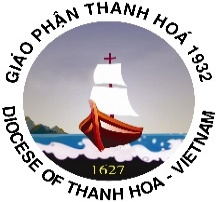 GIÁO PHẬN THANH HOÁ 1932
1627
DIOCESE OF THANH HOA - VIETNAM